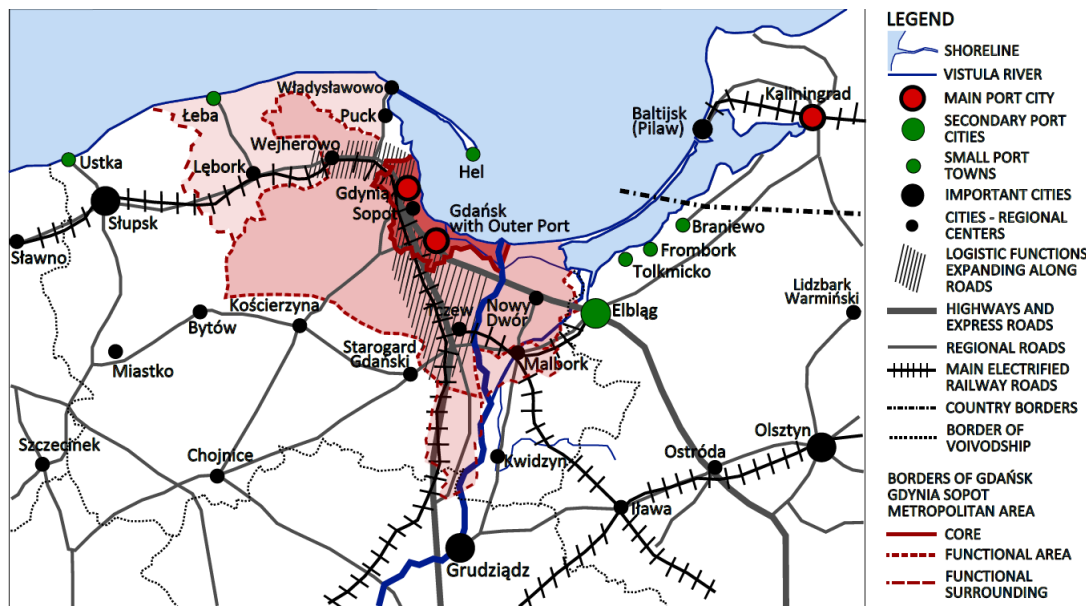 Władysławowo
Łeba
Puck
Wejherowo
Ustka
Lębork
Hel
Gdynia
Sopot
Słupsk
Gdańsk
with Outer Port
Sławno
Baltijsk
(Pilaw)
Kaliningrad
Braniewo
Frombork
Tolkmicko
Lidzbark
Warmiński
Kościerzyna
Bytów
Tczew
Nowy
Dwór
Elbląg
Starogard
Gdański
Malbork
Miastko
Szczecinek
Chojnice
Kwidzyn
Ostróda
Olsztyn
Iława
Grudziądz
LEGEND
SHORELINE
VISTULA RIVER
MAIN PORT CITY
SECONDARY PORT
CITIES
SMALL PORT
TOWNS
IMPORTANT CITIES
CITIES - REGIONAL
CENTERS
LOGISTIC FUNCTIONS
EXPANDING ALONG
ROADS
HIGHWAYS AND
EXPRESS ROADS
REGIONAL ROADS
MAIN ELECTRIFIED
RAILWAY ROADS
COUNTRY BORDERS
BORDER OF
VOIVODSHIP
BORDERS OF GDAŃSK
GDYNIA SOPOT
METROPOLITAN AREA
CORE
FUNCTIONAL AREA
FUNCTIONAL
SURROUNDING